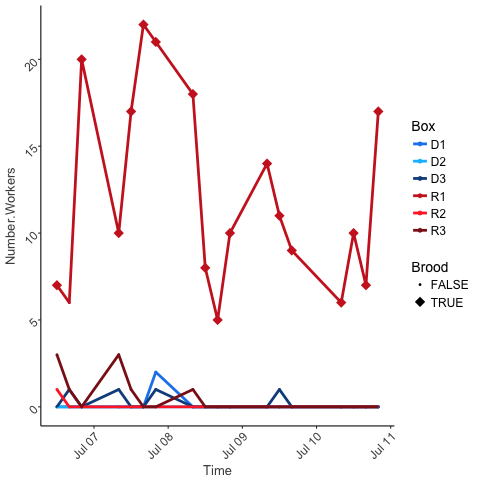 20
15
10
5
0
Number.Workers
Jul 07
Jul 08
Jul 09
Jul 10
Jul 11
Time
Box
D1
D2
D3
R1
R2
R3
Brood
FALSE
TRUE